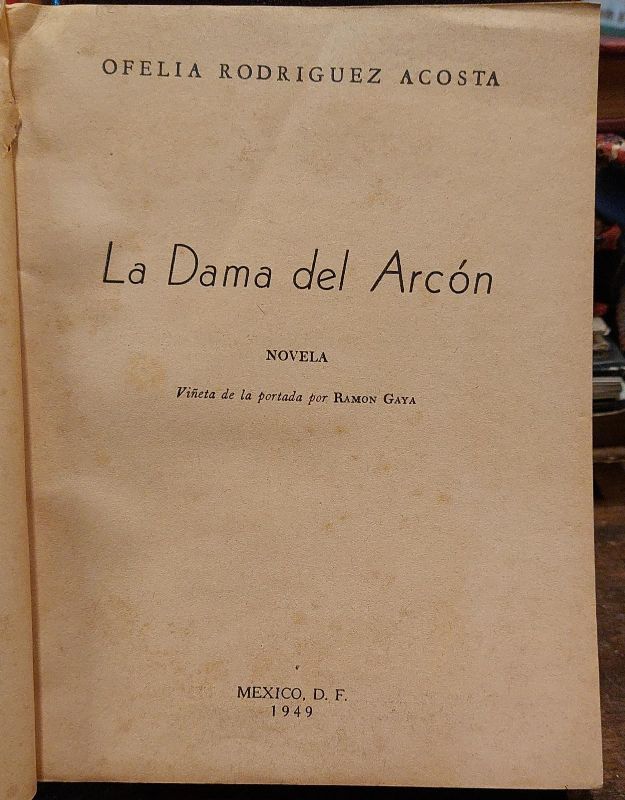 OFELIA RODRIGUEZ ACOSTA
La Dama del Arcón
NOVELA
Viñeta de la portada por RAMON GAYA
MEXICO, D. F.
1949